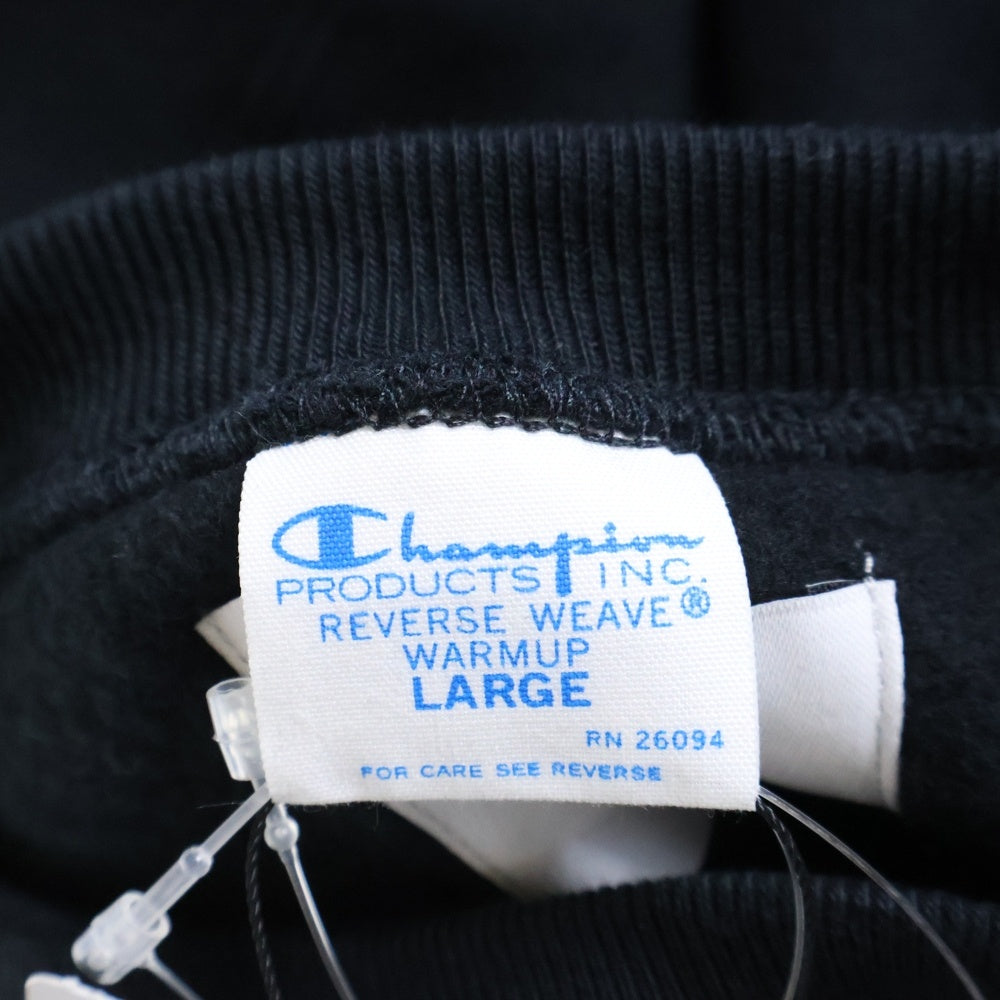 Champion
PRODUCTS INC.
REVERSE WEAVE®
WARMUP
LARGE
RN 26094
FOR CARE SEE REVERSE